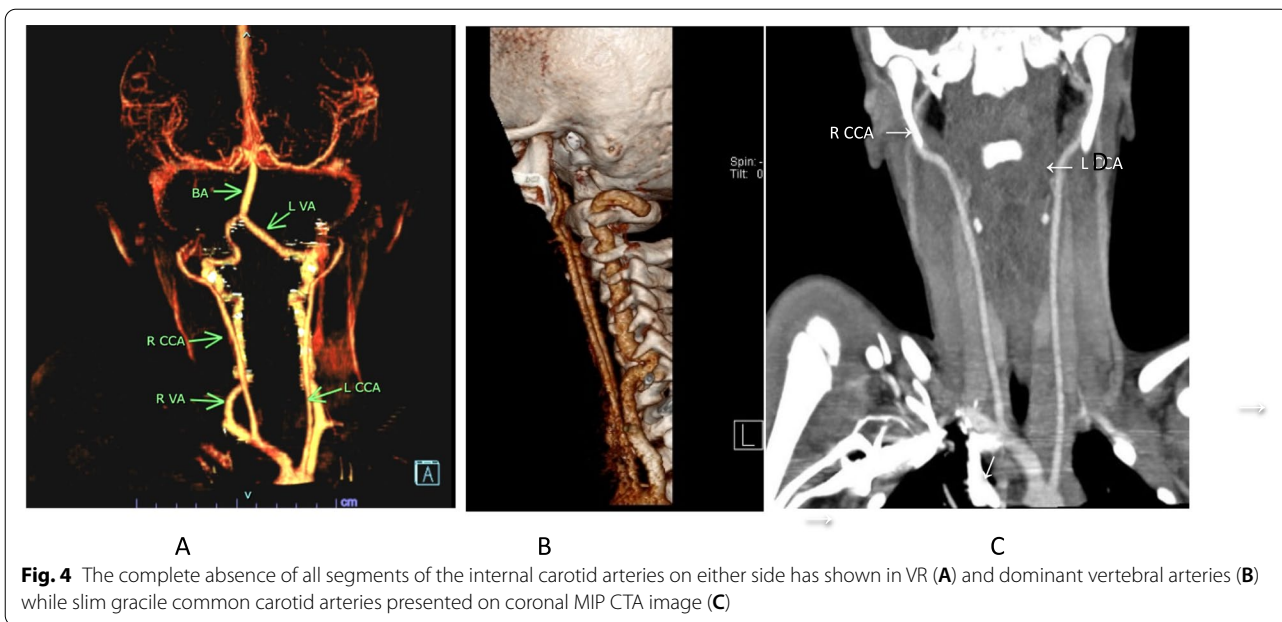 BA
L VA
R CCA
R VA
L CCA
A
cm
Spin: -
Tilt: 0
L
R CCA
L CCA
D
A
B
C
Fig. 4 The complete absence of all segments of the internal carotid arteries on either side has shown in VR (A) and dominant vertebral arteries (B)
while slim gracile common carotid arteries presented on coronal MIP CTA image (C)